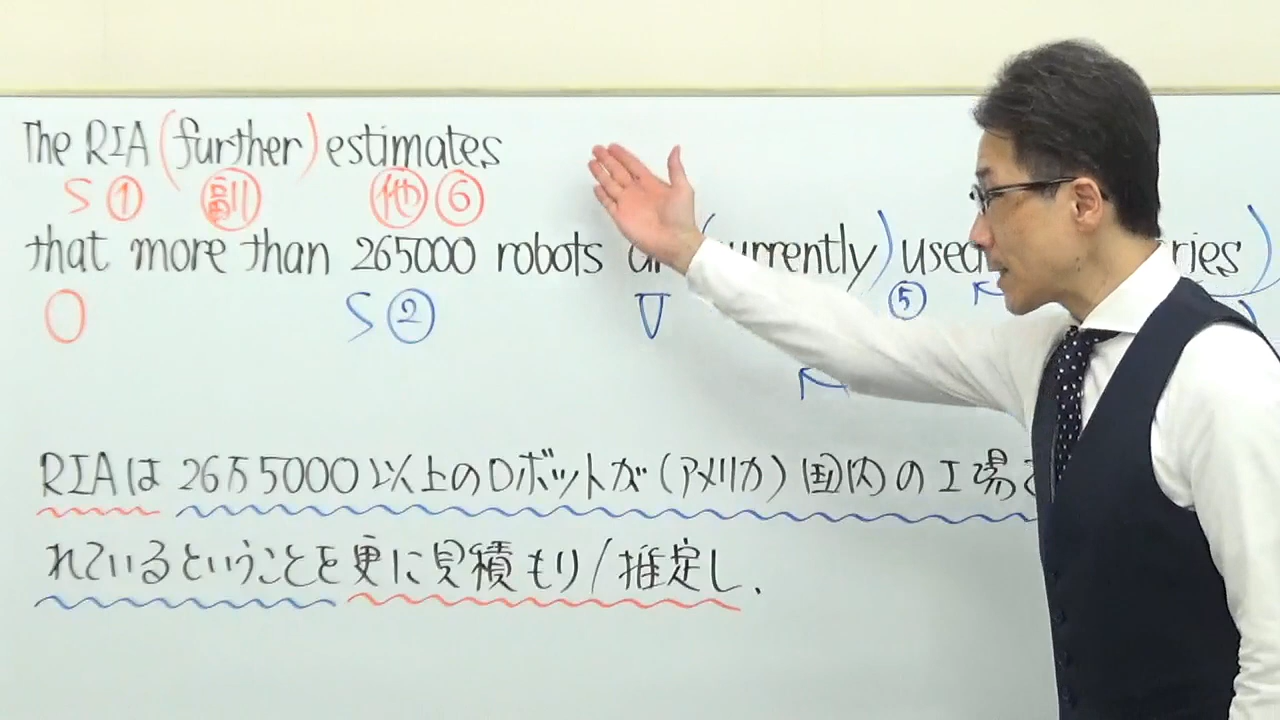 The RIA (further) estimates
S ① 副 他 ⑥
that more than 265000 robots (currently) used
O S ② V ⑤
RIAは 26万5000以上のロボットが(アメリカ)国内の工場
れているということを更に見積もり/推定し、